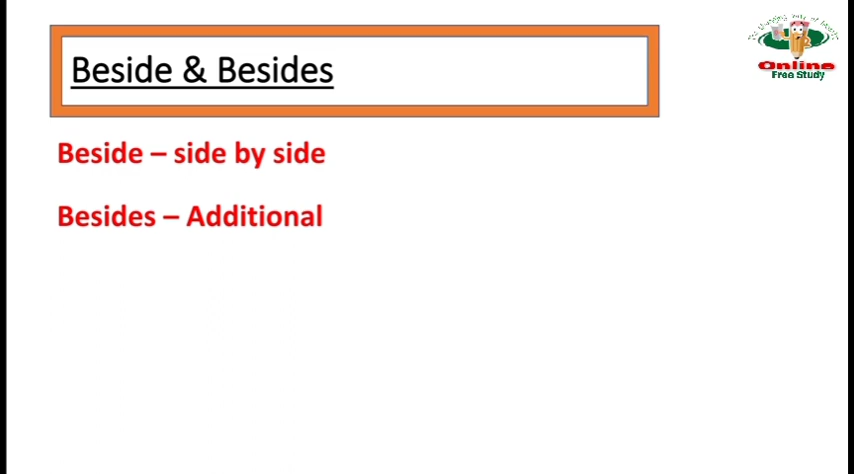 Beside & Besides
Online
Free Study
Beside – side by side
Besides – Additional